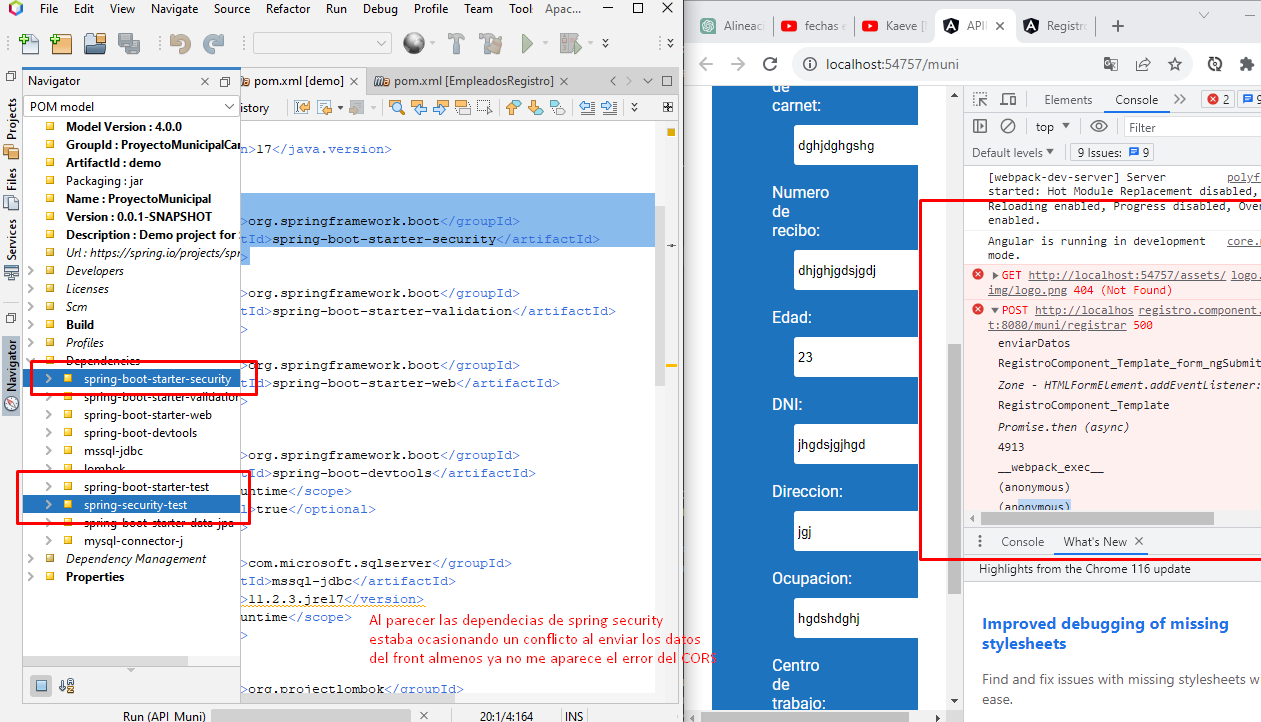 File Edit View Navigate Source Refactor Run Debug Profile Team Tool: Apac...
Navigator
pom.xml [demo]
pom.xml [EmpleadosRegistro]
POM model
istory
Projects
Files
Services
Navigator
Model Version : 4.0.0
GroupId : ProyectoMunicipalCar
ArtifactId : demo
Packaging : jar
Name : ProyectoMunicipal
Version : 0.0.1-SNAPSHOT
Description : Demo project for
Url : https://spring.io/projects/spr
Developers
Licenses
Scm
Build
Profiles
Dependencies
spring-boot-starter-security
spring-boot-starter-validation
spring-boot-starter-web
spring-boot-devtools
mssql-jdbc
lombok
spring-boot-starter-test
spring-security-test
spring-boot-starter-data-jpa
mysql-connector-j
Dependency Management
Properties
n>17</java.version>
>org.springframework.boot</groupId>
tId>spring-boot-starter-security</artifactId>
>
>org.springframework.boot</groupId>
tId>spring-boot-starter-validation</artifactId>
>
>org.springframework.boot</groupId>
tId>spring-boot-starter-web</artifactId>
>
>org.springframework.boot</groupId>
tId>spring-boot-devtools</artifactId>
untime</scope>
l>true</optional>
>
>com.microsoft.sqlserver</groupId>
tId>mssql-jdbc</artifactId>
>11.2.3.jre17</version>
untime</scope>
>
>org.projectlombok</groupId>
Al parecer las dependecias de spring security
estaba ocasionando un conflicto al enviar los datos
del front almenos ya no me aparece el error del CORS
Run (API_Muni)
20:1/4:164
INS
Alineaci
fechas e
Kaeve [
API
Registr
localhost:54757/muni
de
carnet:
dghjdghgshg
Numero
de
recibo:
dhjghjgdsjgdj
Edad:
23
DNI:
jhgdsjgjhgd
Direccion:
jgj
Ocupacion:
hgdshdghj
Centro
de
trabajo:
Elements Console 2 9
top Filter
Default levels 9 Issues: 9
[webpack-dev-server] Server polyf
started: Hot Module Replacement disabled,
Reloading enabled, Progress disabled, Over
enabled.
Angular is running in development core.
mode.
GET http://localhost:54757/assets/ logo.
img/logo.png 404 (Not Found)
POST http://localhos registro.component.
t:8080/muni/registrar 500
enviarDatos
RegistroComponent_Template_form_ngSubmit
Zone - HTMLFormElement.addEventListener:
RegistroComponent_Template
Promise.then (async)
4913
__webpack_exec__
(anonymous)
(anonymous)
Console What's New
Highlights from the Chrome 116 update
Improved debugging of missing
stylesheets
Find and fix issues with missing stylesheets w
ease.